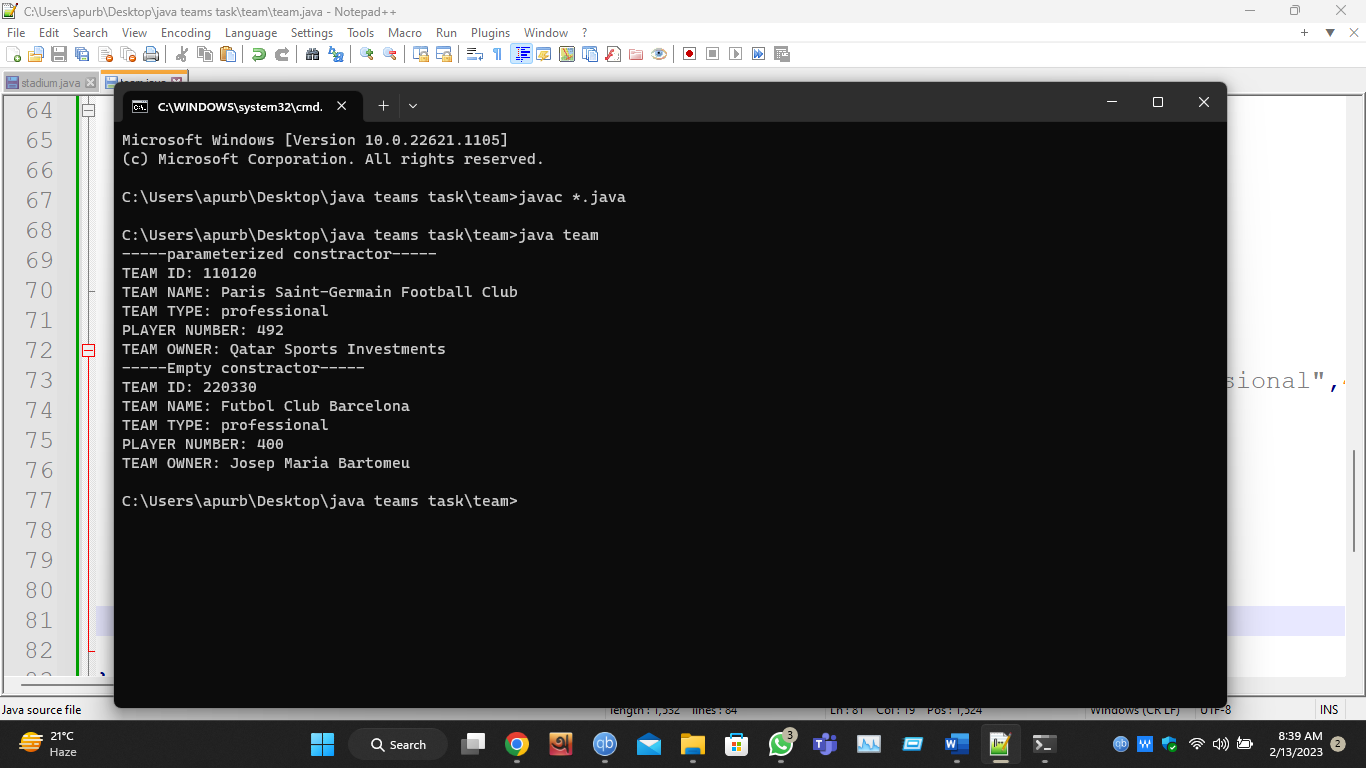 C:\Users\apurb\Desktop\java teams task\team\team.java - Notepad++
File Edit Search View Encoding Language Settings Tools Macro Run Plugins Window ?
stadium.java
C:\WINDOWS\system32\cmd.
Microsoft Windows [Version 10.0.22621.1105]
(c) Microsoft Corporation. All rights reserved.
C:\Users\apurb\Desktop\java teams task\team>javac *.java
C:\Users\apurb\Desktop\java teams task\team>java team
-----parameterized constractor-----
TEAM ID: 110120
TEAM NAME: Paris Saint-Germain Football Club
TEAM TYPE: professional
PLAYER NUMBER: 492
TEAM OWNER: Qatar Sports Investments
-----Empty constractor-----
TEAM ID: 220330
TEAM NAME: Futbol Club Barcelona
TEAM TYPE: professional
PLAYER NUMBER: 400
TEAM OWNER: Josep Maria Bartomeu
C:\Users\apurb\Desktop\java teams task\team>
64
65
66
67
68
69
70
71
72
73 sional",
74
75
76
77
78
79
80
81
82
Java source file length : 1,532 lines : 84 Ln : 81 Col : 19 Pos : 1,524 Windows (CR LF) UTF-8 INS
21°C
Haze
Search
3
8:39 AM
2/13/2023
2